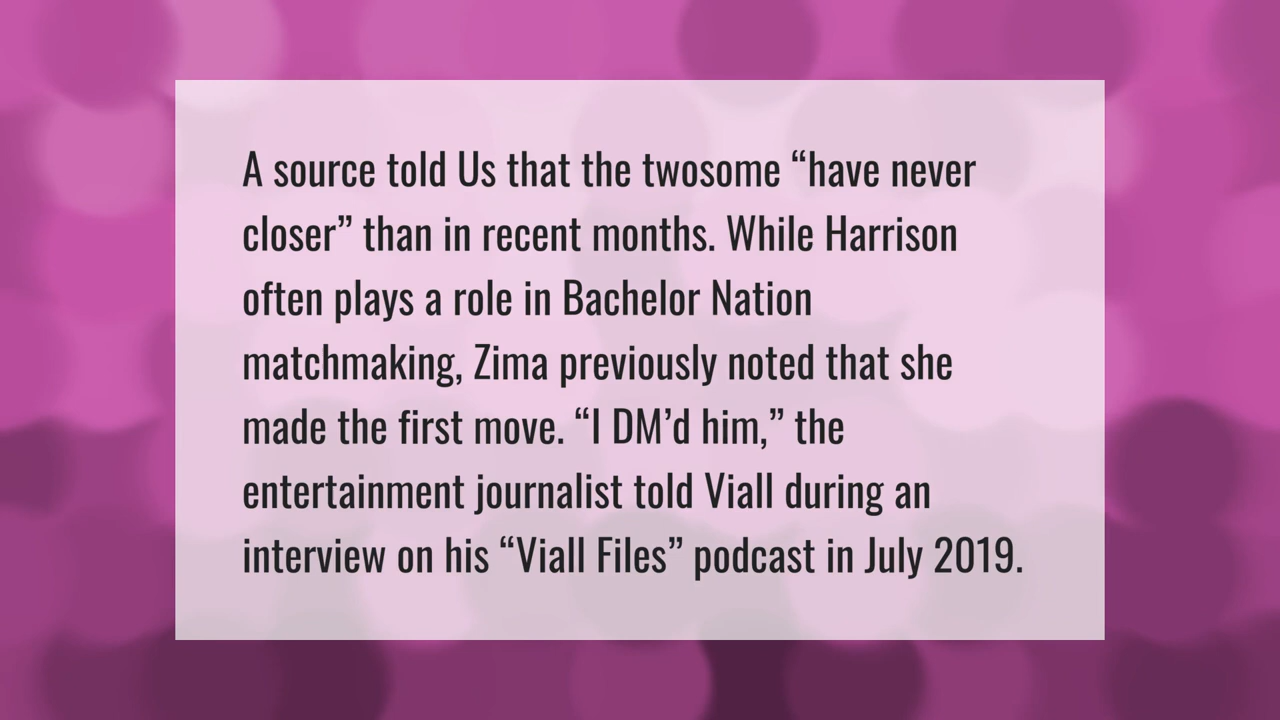 A source told Us that the twosome “have never
closer” than in recent months. While Harrison
often plays a role in Bachelor Nation
matchmaking, Zima previously noted that she
made the first move. “I DM’d him,” the
entertainment journalist told Viall during an
interview on his “Viall Files” podcast in July 2019.